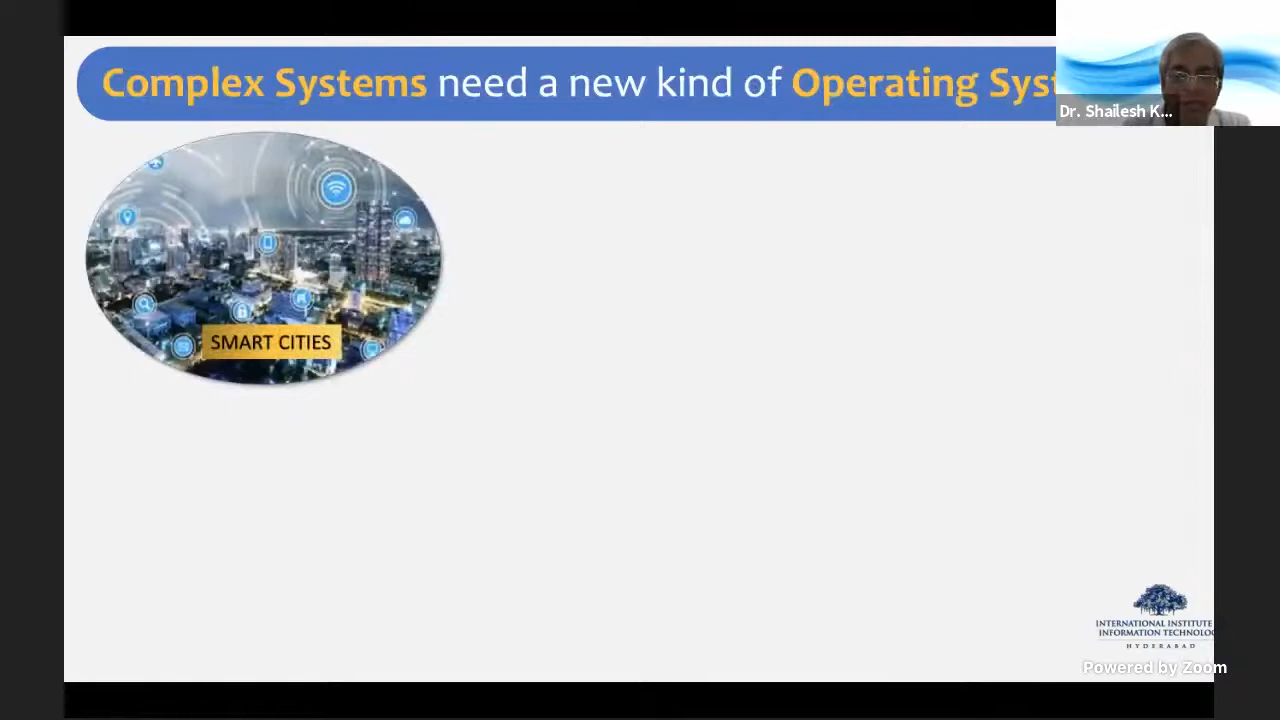 Complex Systems need a new kind of Operating Syst
Dr. Shailesh K...
SMART CITIES
INTERNATIONAL INSTITUTE
INFORMATION TECHNOLO
HYDERABAD
Powered by Zoom